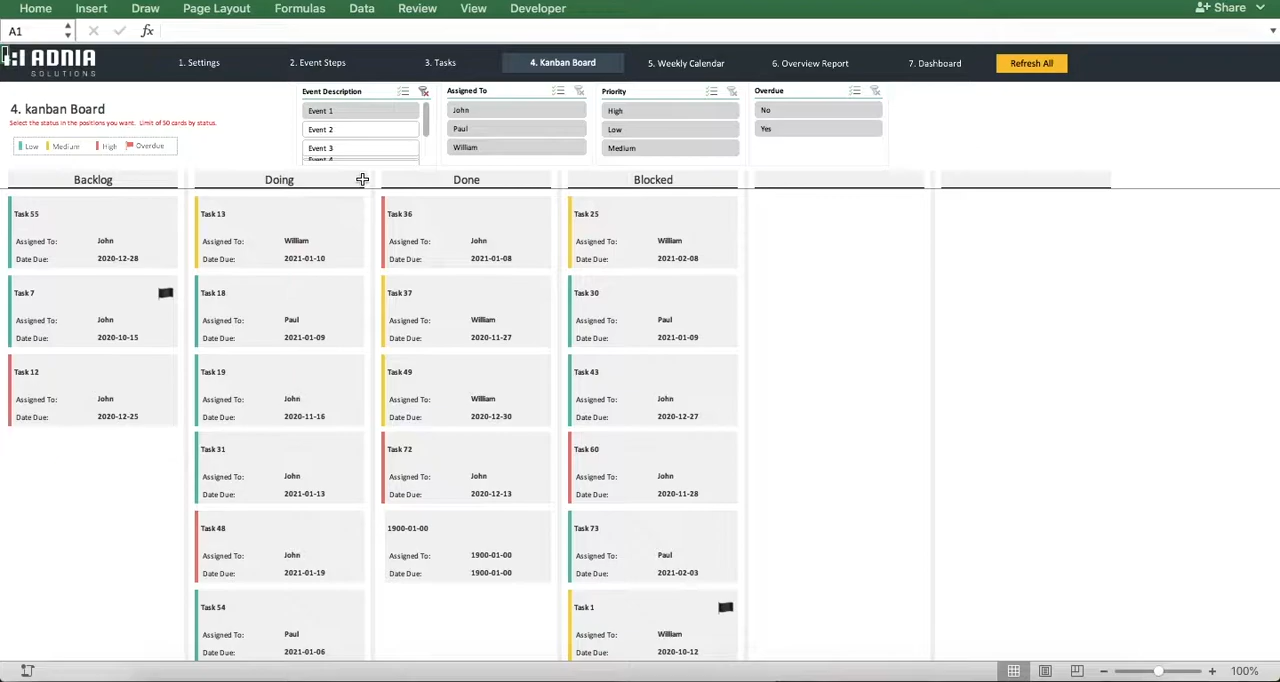 Home Insert Draw Page Layout Formulas Data Review View Developer Share
A1 fx
ADNIA
SOLUTIONS
1. Settings 2. Event Steps 3. Tasks 4. Kanban Board 5. Weekly Calendar 6. Overview Report 7. Dashboard Refresh All
4. kanban Board
Select the status in the positions you want. Limit of 50 cards by status.
Low Medium High Overdue
Event Description
Event 1
Event 2
Event 3
Event 4
Assigned To
John
Paul
William
Priority
High
Low
Medium
Overdue
No
Yes
Backlog
Task 55
Assigned To: John
Date Due: 2020-12-28
Task 7
Assigned To: John
Date Due: 2020-10-15
Task 12
Assigned To: John
Date Due: 2020-12-25
Doing
Task 13
Assigned To: William
Date Due: 2021-01-10
Task 18
Assigned To: Paul
Date Due: 2021-01-09
Task 19
Assigned To: John
Date Due: 2020-11-16
Task 31
Assigned To: John
Date Due: 2021-01-13
Task 48
Assigned To: John
Date Due: 2021-01-19
Task 54
Assigned To: Paul
Date Due: 2021-01-06
Done
Task 36
Assigned To: John
Date Due: 2021-01-08
Task 37
Assigned To: William
Date Due: 2020-11-27
Task 49
Assigned To: William
Date Due: 2020-12-30
Task 72
Assigned To: John
Date Due: 2020-12-13
1900-01-00
Assigned To: 1900-01-00
Date Due: 1900-01-00
Blocked
Task 25
Assigned To: William
Date Due: 2021-02-08
Task 30
Assigned To: Paul
Date Due: 2021-01-09
Task 43
Assigned To: John
Date Due: 2020-12-27
Task 60
Assigned To: John
Date Due: 2020-11-28
Task 73
Assigned To: Paul
Date Due: 2021-02-03
Task 1
Assigned To: William
Date Due: 2020-10-12
100%